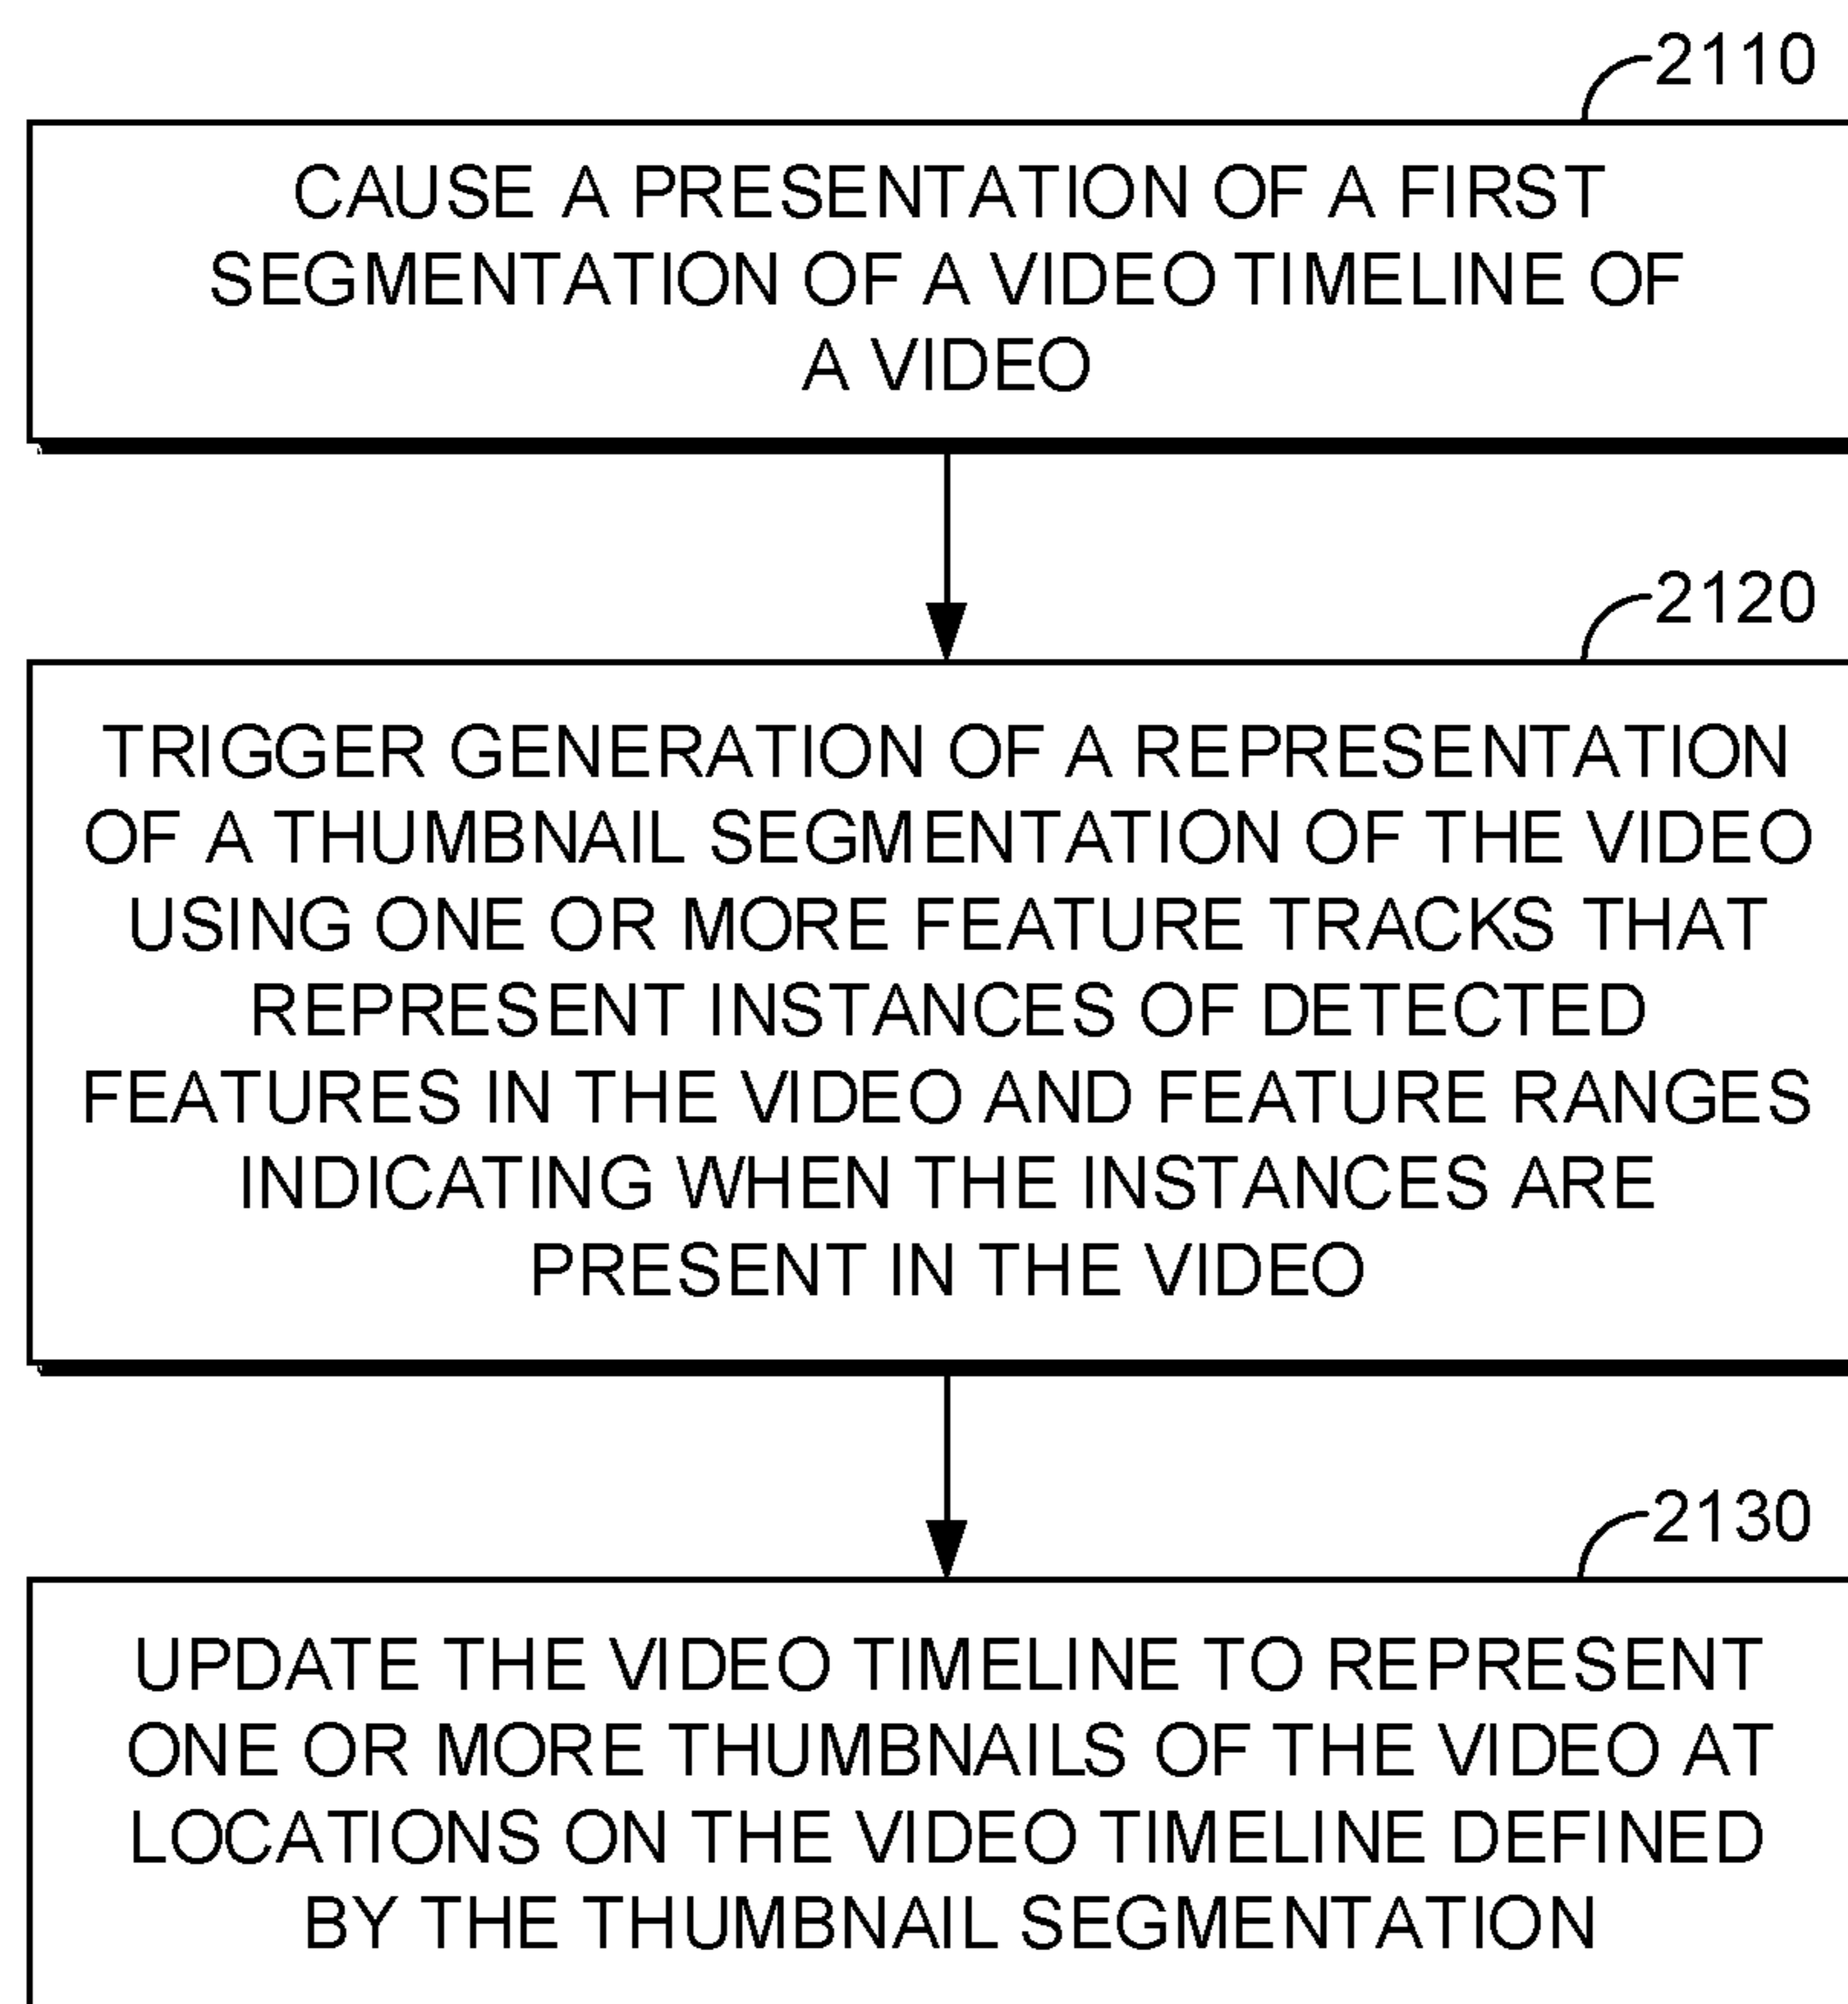 2110
CAUSE A PRESENTATION OF A FIRST
SEGMENTATION OF A VIDEO TIMELINE OF
A VIDEO
2120
TRIGGER GENERATION OF A REPRESENTATION
OF A THUMBNAIL SEGMENTATION OF THE VIDEO
USING ONE OR MORE FEATURE TRACKS THAT
REPRESENT INSTANCES OF DETECTED
FEATURES IN THE VIDEO AND FEATURE RANGES
INDICATING WHEN THE INSTANCES ARE
PRESENT IN THE VIDEO
2130
UPDATE THE VIDEO TIMELINE TO REPRESENT
ONE OR MORE THUMBNAILS OF THE VIDEO AT
LOCATIONS ON THE VIDEO TIMELINE DEFINED
BY THE THUMBNAIL SEGMENTATION